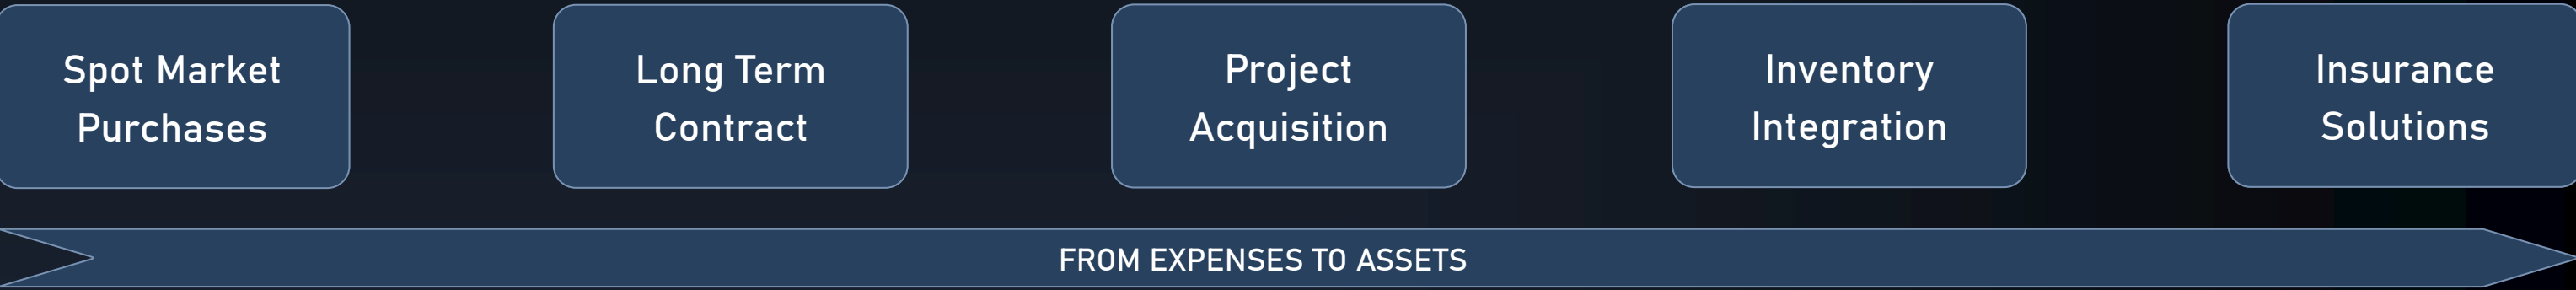 Spot Market
Purchases
Long Term
Contract
Project
Acquisition
Inventory
Integration
Insurance
Solutions
FROM EXPENSES TO ASSETS